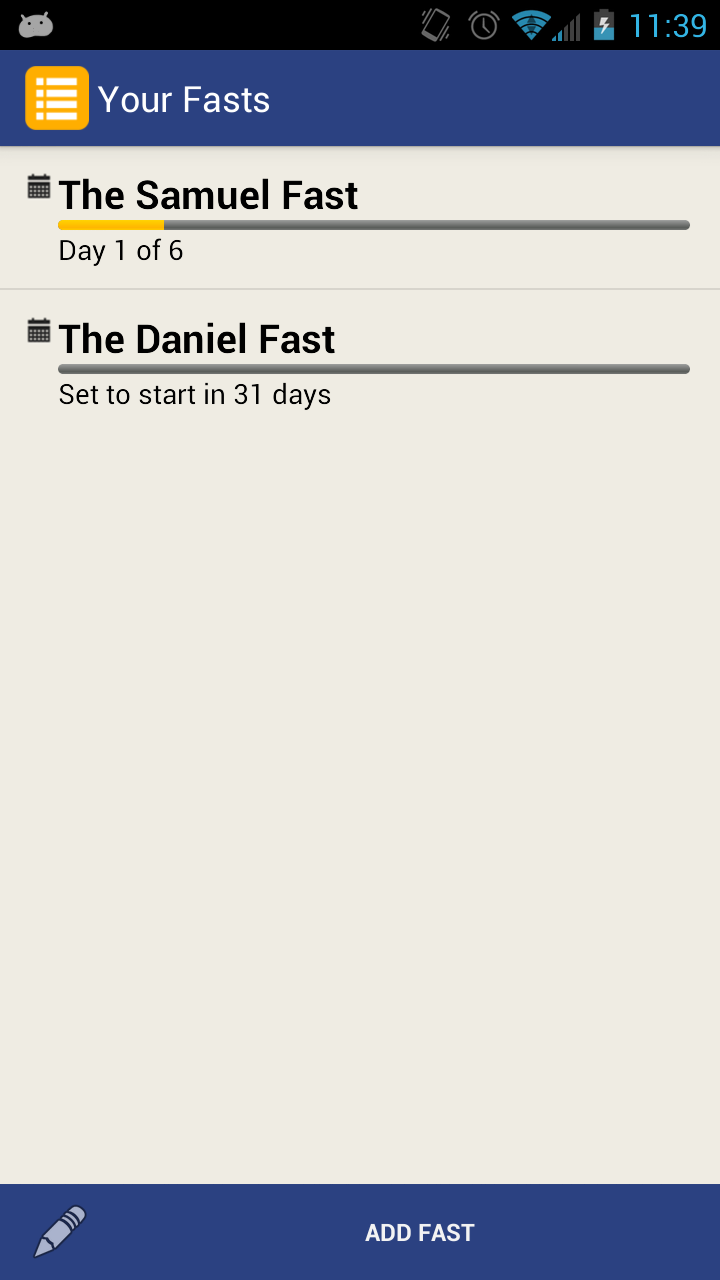 11:39
Your Fasts
The Samuel Fast
Day 1 of 6
The Daniel Fast
Set to start in 31 days
ADD FAST